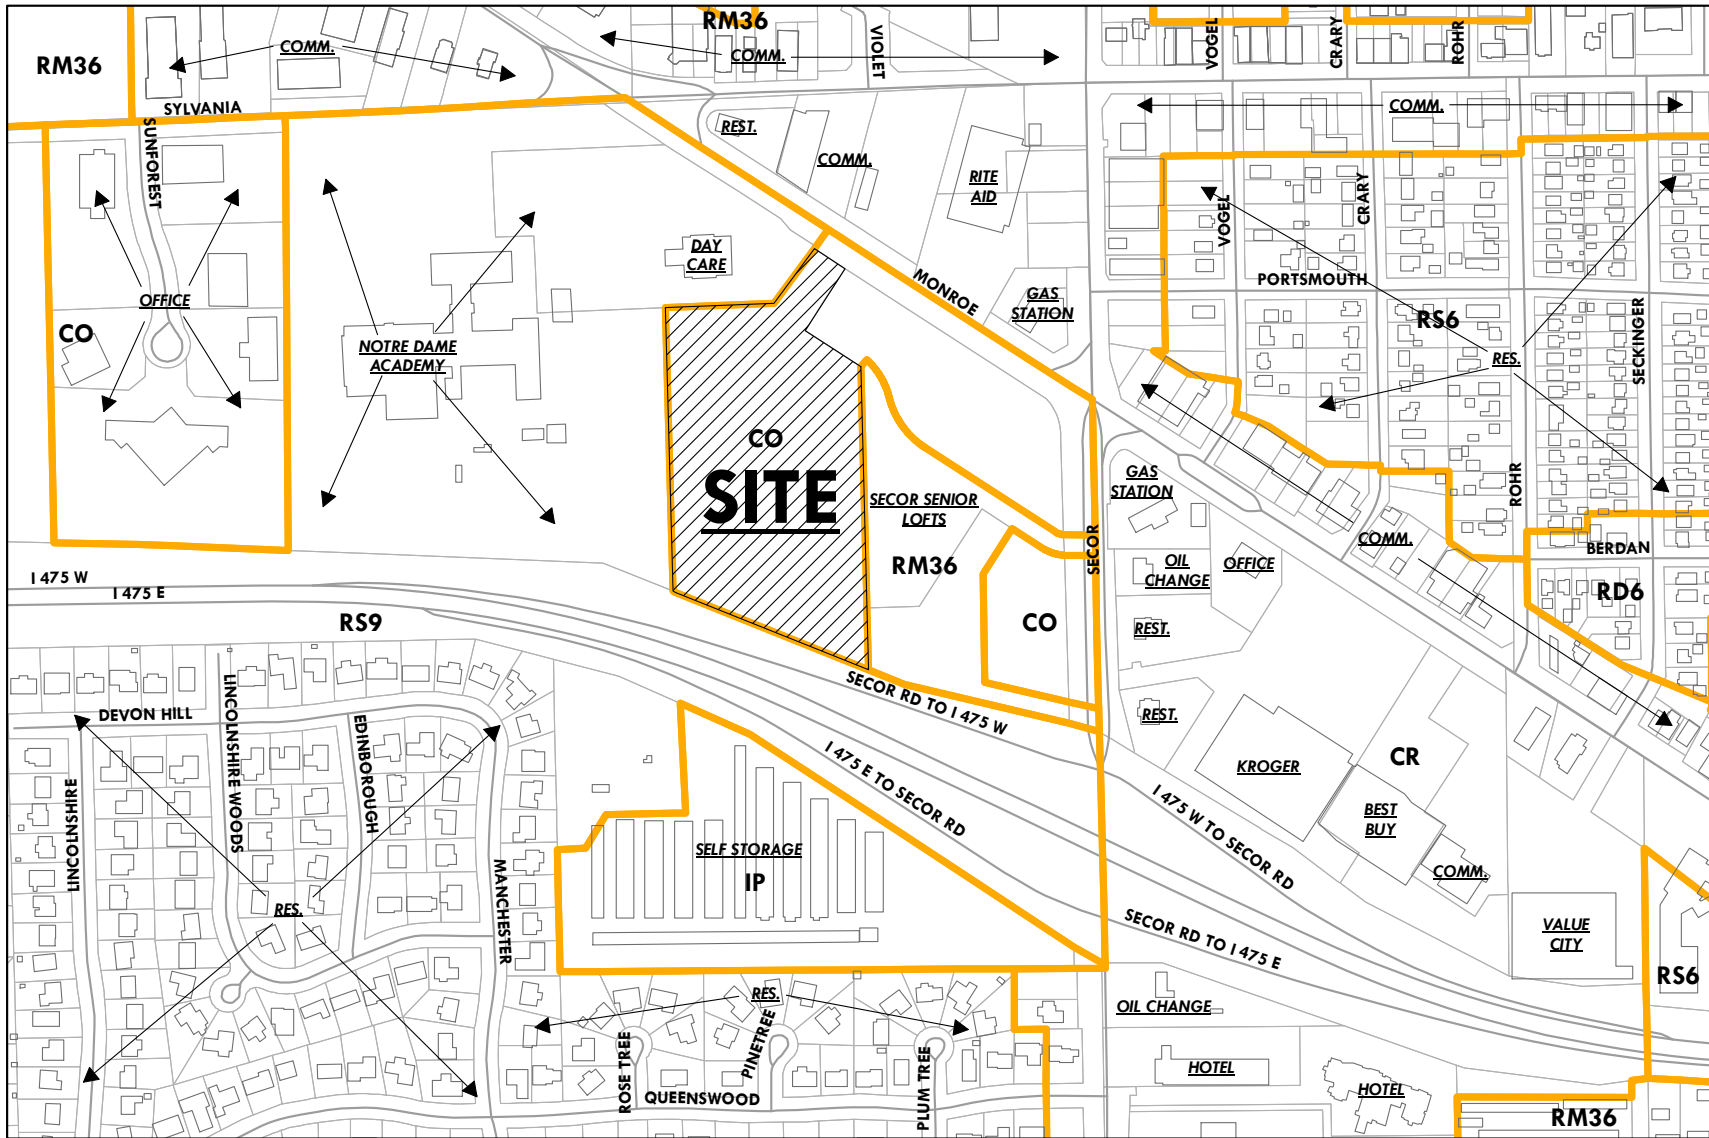 RM36
COMM.
RM36
COMM.
VIOLET
VOGEL
CRARY
ROHR
SYLVANIA
SUNFOREST
REST.
COMM.
RITE
AID
COMM.
VOGEL
CRARY
PORTSMOUTH
DAY
CARE
MONROE
GAS
STATION
OFFICE
CO
NOTRE DAME
ACADEMY
RS6
RES.
SECKINGER
CO
SITE
SECOR SENIOR
LOFTS
RM36
SECOR
GAS
STATION
OIL
CHANGE
OFFICE
ROHR
COMM.
BERDAN
RD6
I 475 W
I 475 E
RS9
CO
REST.
REST.
SECOR RD TO I 475 W
DEVON HILL
LINCOLNSHIRE WOODS
EDINBOROUGH
LINCOLNSHIRE
MANCHESTER
RES.
I 475 E TO SECOR RD
SELF STORAGE
IP
KROGER
CR
BEST
BUY
I 475 W TO SECOR RD
COMM.
VALUE
CITY
RS6
SECOR RD TO I 475 E
RES.
OIL CHANGE
ROSE TREE
PINETREE
PLUM TREE
QUEENSWOOD
HOTEL
HOTEL
RM36